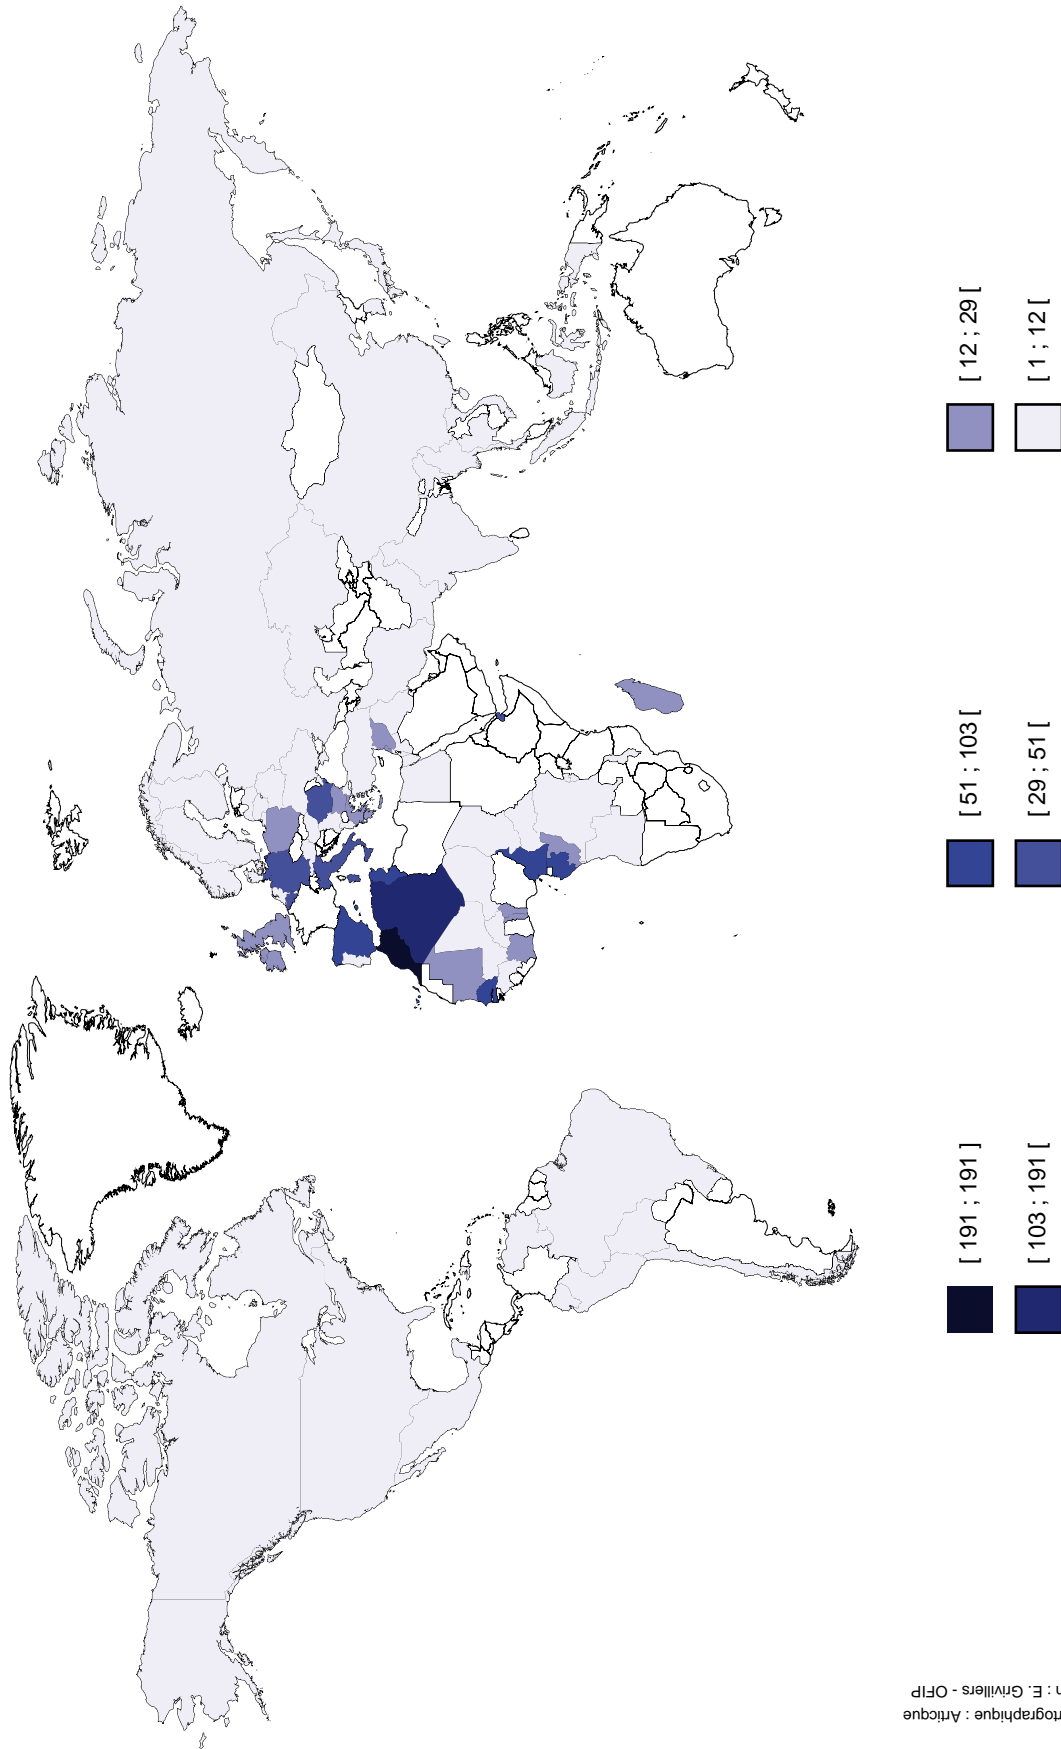 [ 191 ; 191 ]
[ 103 ; 191 [
[ 51 ; 103 [
[ 29 ; 51 [
[ 12 ; 29 [
[ 1 ; 12 [
: Articque
: E. Grivillers - OFIP